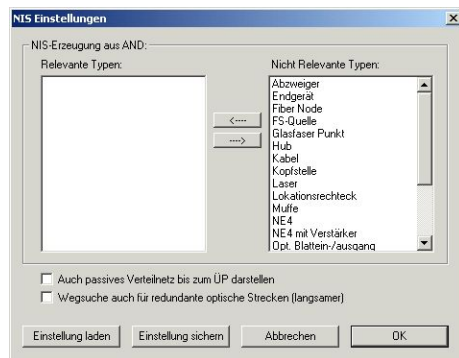 NIS Einstellungen
NIS-Erzeugung aus AND:
Relevante Typen:
Nicht Relevante Typen:
Abzweiger
Endgerät
Fiber Node
FS-Quelle
Glasfaser Punkt
Hub
Kabel
Kopfstelle
Laser
Lokationsrechteck
Muffe
NE4
NE4 mit Verstärker
Opt. Blattein-/ausgang
<----
---->
Auch passives Verteilnetz bis zum ÜP darstellen
Wegsuche auch für redundante optische Strecken (langsamer)
Einstellung laden
Einstellung sichern
Abbrechen
OK